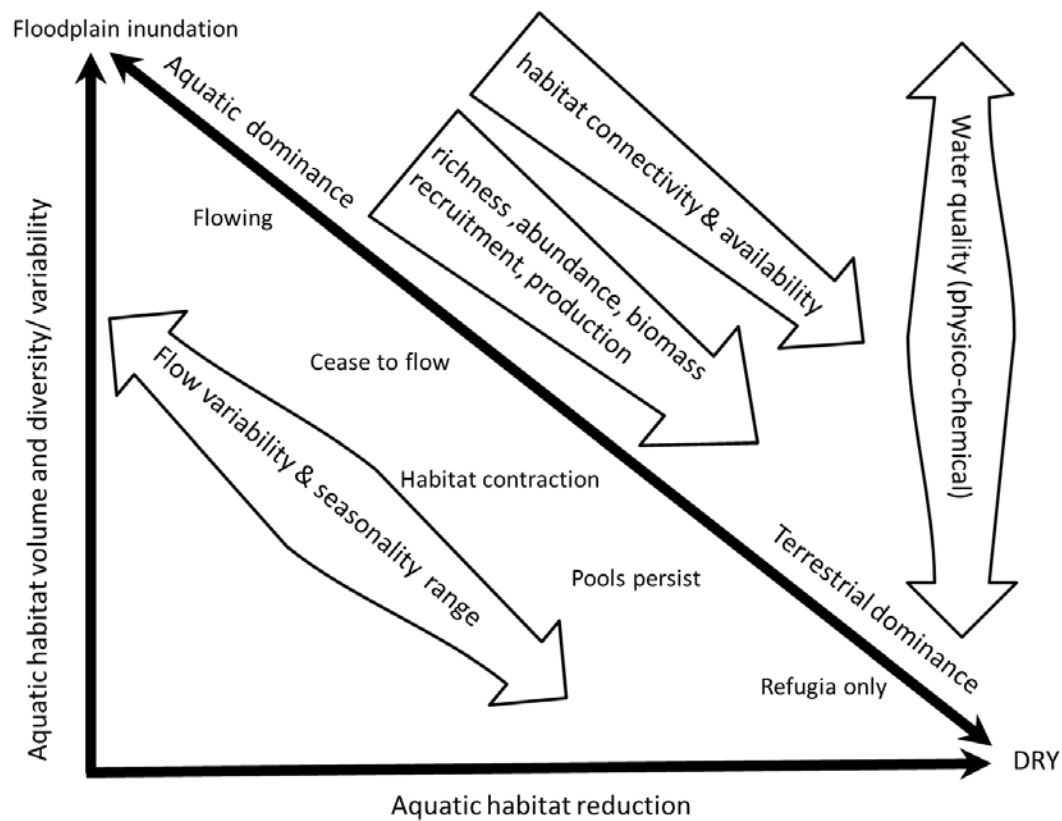 Floodplain inundation
Aquatic dominance
habitat connectivity & availability
richness ,abundance, biomass
recruitment, production
Water quality (physico-chemical)
Aquatic habitat volume and diversity/ variability
Flowing
Cease to flow
Flow variability & seasonality range
Habitat contraction
Pools persist
Terrestrial dominance
Refugia only
DRY
Aquatic habitat reduction